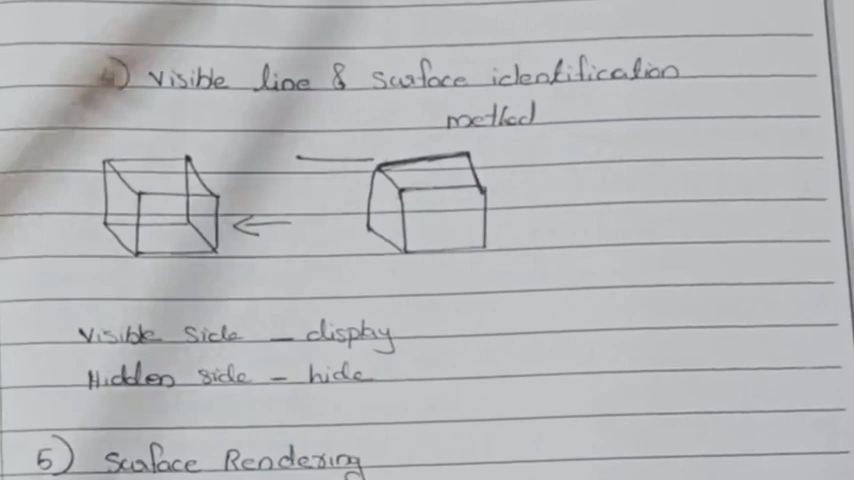 4) Visible line & surface identification
method
Visible side - display
Hidden side - hide
5) Surface Rendering